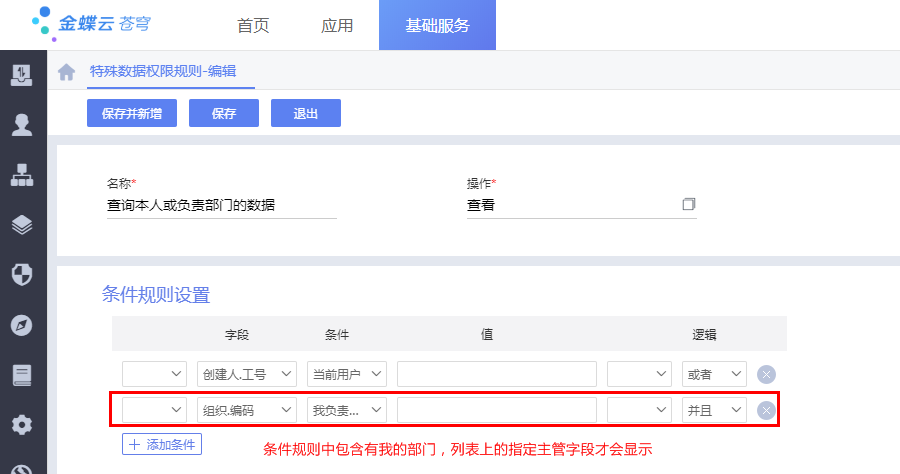 金蝶云 苍穹 首页 应用 基础服务
特殊数据权限规则-编辑
保存并新增 保存 退出
名称* 操作*
查询本人或负责部门的数据 查看
条件规则设置
字段 条件 值 逻辑
创建人.工号 当前用户 或者
组织.编码 我负责... 并且
添加条件
条件规则中包含有我的部门，列表上的指定主管字段才会显示